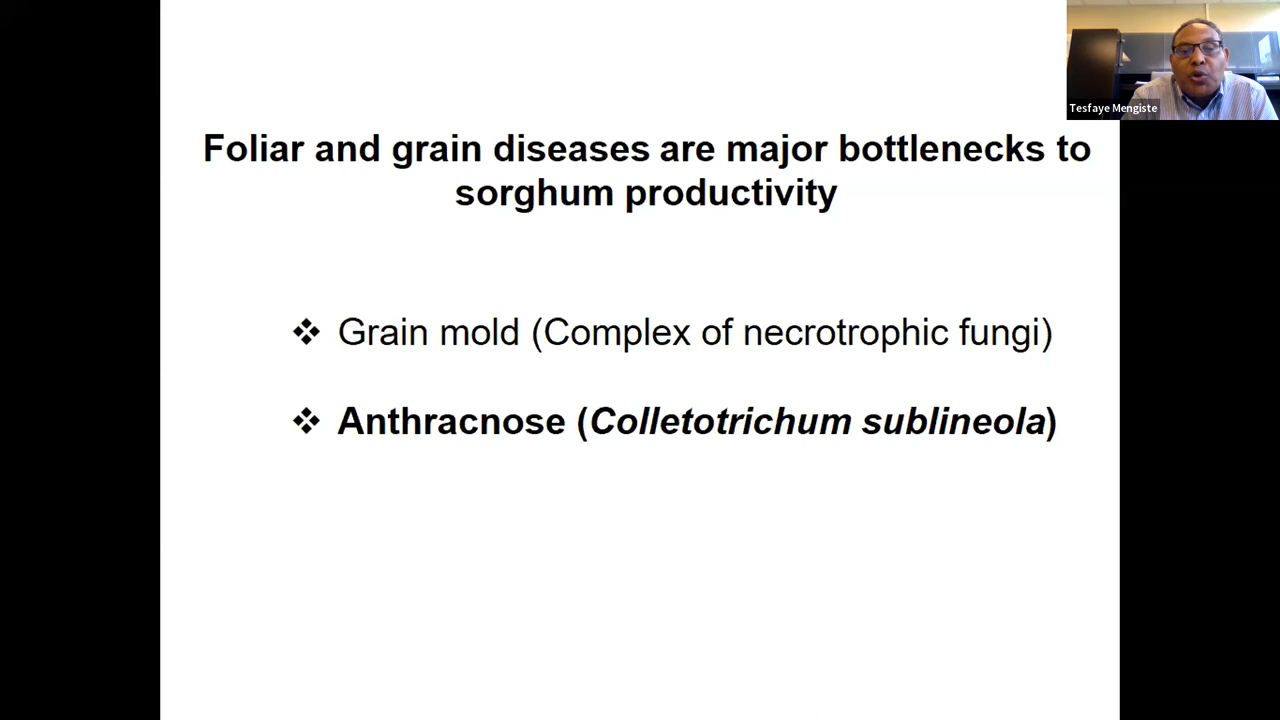 Tesfaye Mengiste
Foliar and grain diseases are major bottlenecks to
sorghum productivity
❖ Grain mold (Complex of necrotrophic fungi)
❖ Anthracnose (Colletotrichum sublineola)